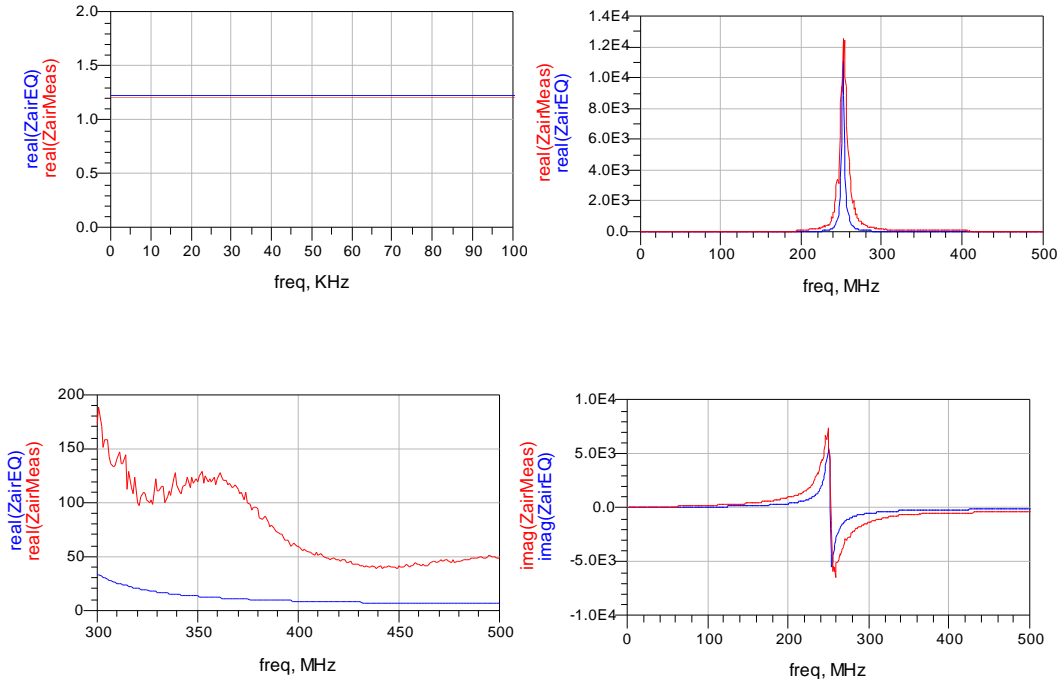 real(ZairEQ)
real(ZairMeas)
2.0
1.5
1.0
0.5
0.0
0 10 20 30 40 50 60 70 80 90 100
freq, KHz
real(ZairMeas)
real(ZairEQ)
1.4E4
1.2E4
1.0E4
8.0E3
6.0E3
4.0E3
2.0E3
0.0
0 100 200 300 400 500
freq, MHz
real(ZairEQ)
real(ZairMeas)
200
150
100
50
0
300 350 400 450 500
freq, MHz
imag(ZairMeas)
imag(ZairEQ)
1.0E4
5.0E3
0.0
-5.0E3
-1.0E4
0 100 200 300 400 500
freq, MHz